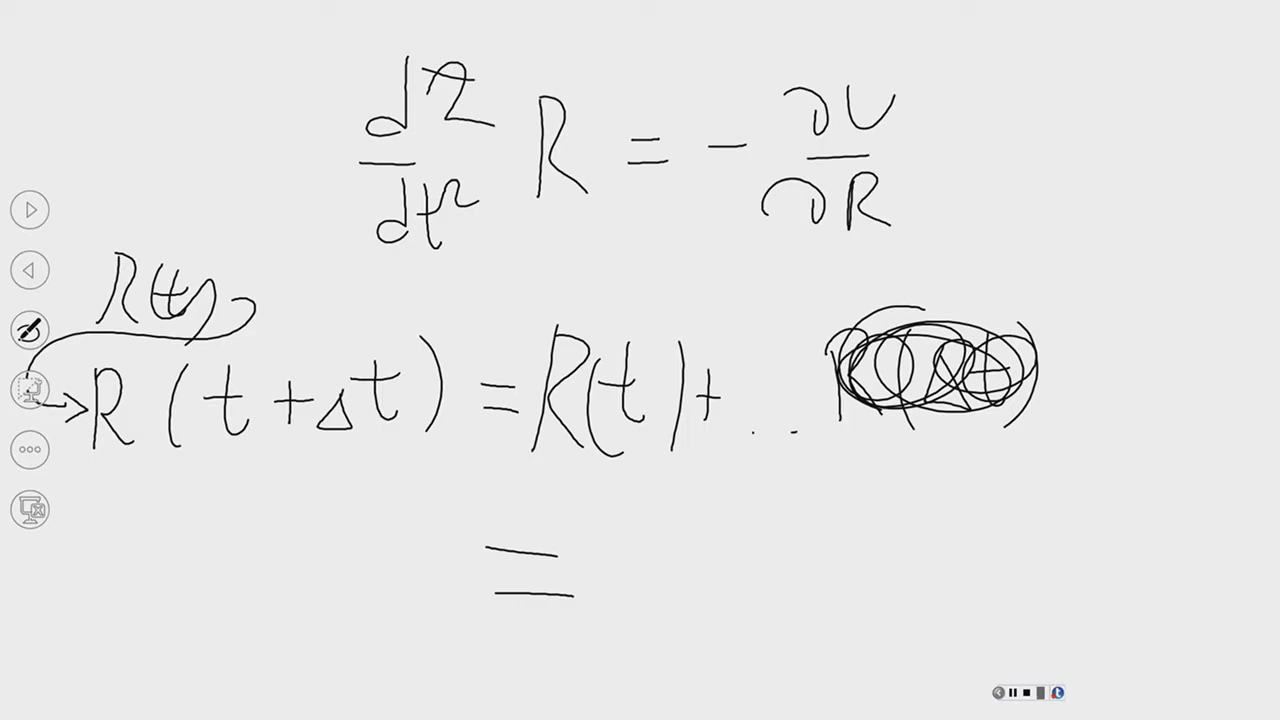 d²/dt² R = - ∂U/∂R
R(t)
R(t+Δt) = R(t) + ...
=